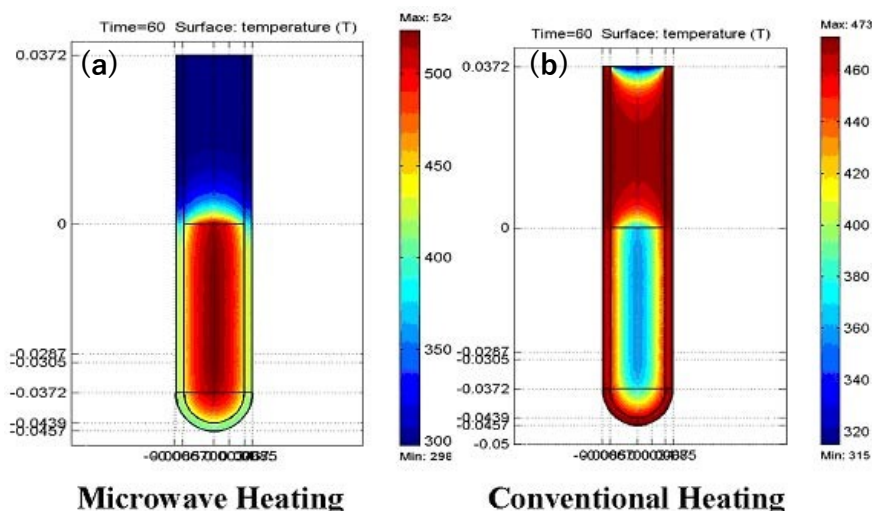 Time=60 Surface: temperature (T)
Max: 524
(a)
0.0372
0
-0.0287
-0.0305
-0.0372
-0.0439
-0.0457
500
450
400
350
300
Min: 298
Microwave Heating
Time=60 Surface: temperature (T)
Max: 473
(b)
0.0372
0
-0.0287
-0.0305
-0.0372
-0.0439
-0.0457
-0.05
460
440
420
400
380
360
340
320
Min: 315
Conventional Heating